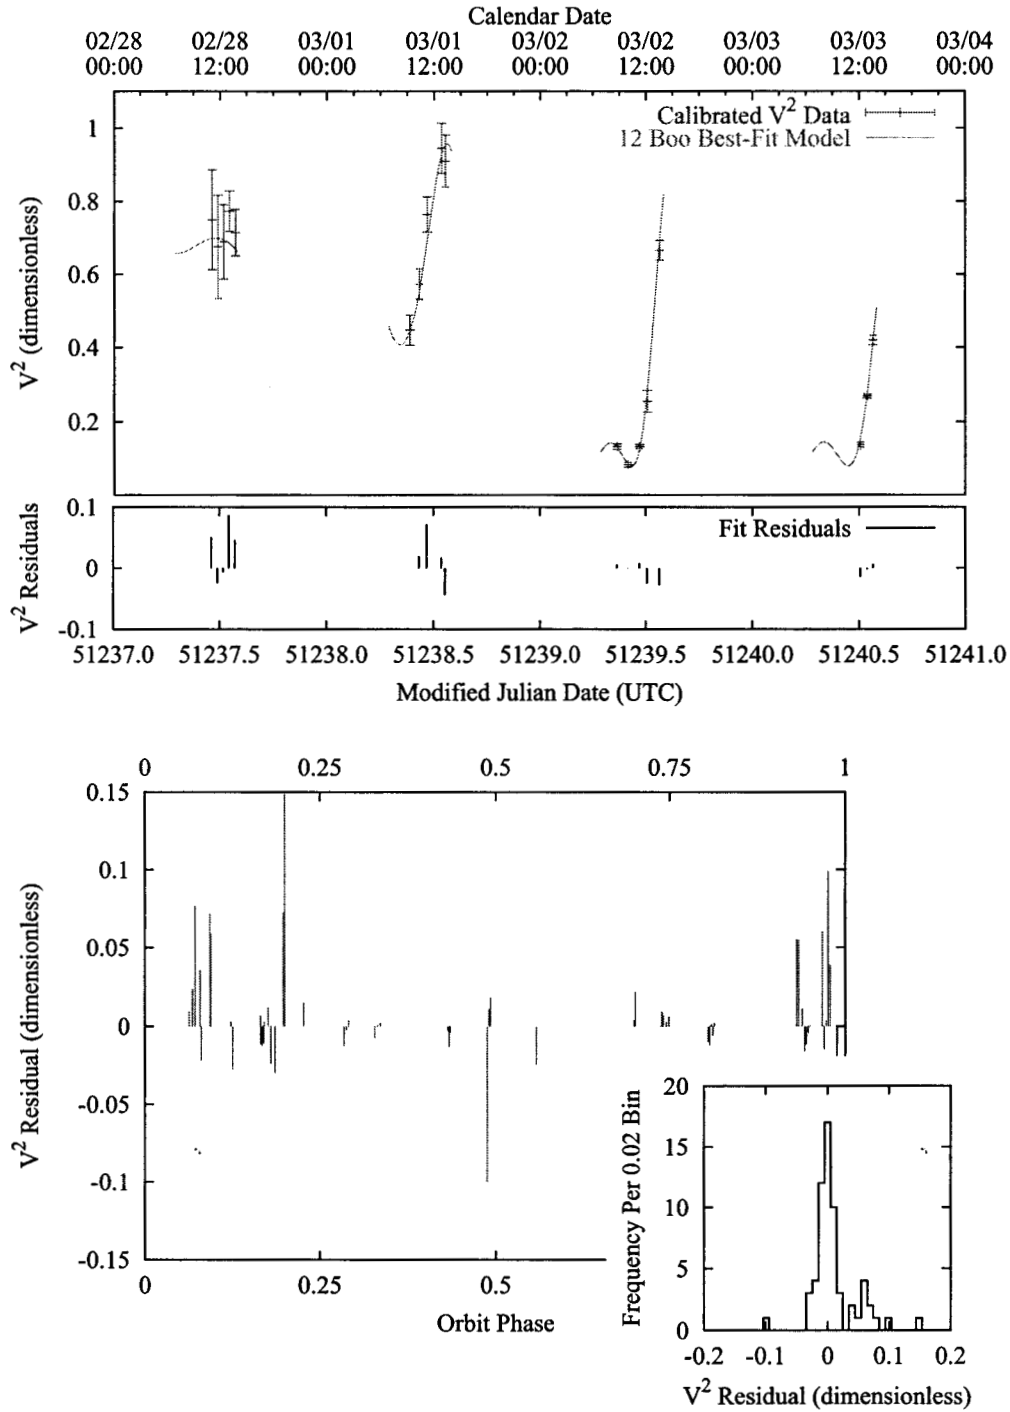 Calendar Date
02/28 02/28 03/01 03/01 03/02 03/02 03/03 03/03 03/04
00:00 12:00 00:00 12:00 00:00 12:00 00:00 12:00 00:00
1
0.8
0.6
0.4
0.2
V² (dimensionless)
Calibrated V² Data
12 Boo Best-Fit Model
0.1
0
-0.1
V² Residuals
Fit Residuals
51237.0 51237.5 51238.0 51238.5 51239.0 51239.5 51240.0 51240.5 51241.0
Modified Julian Date (UTC)
0 0.25 0.5 0.75 1
0.15
0.1
0.05
0
-0.05
-0.1
-0.15
V² Residual (dimensionless)
0 0.25 0.5
Orbit Phase
20
15
10
5
0
Frequency Per 0.02 Bin
-0.2 -0.1 0 0.1 0.2
V² Residual (dimensionless)